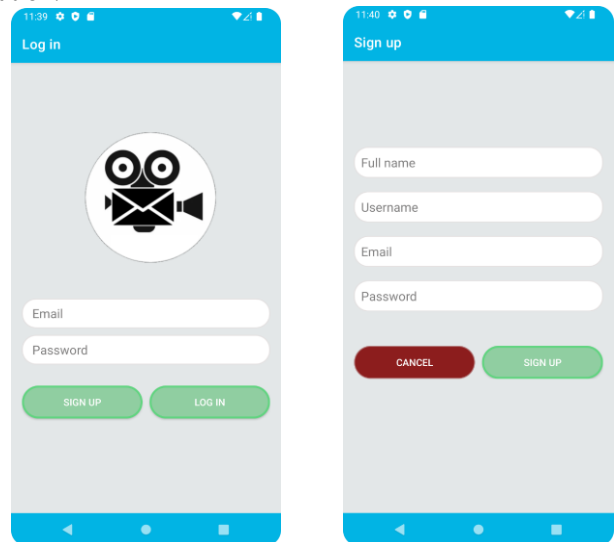 11:39
Log in
Email
Password
SIGN UP
LOG IN
11:40
Sign up
Full name
Username
Email
Password
CANCEL
SIGN UP